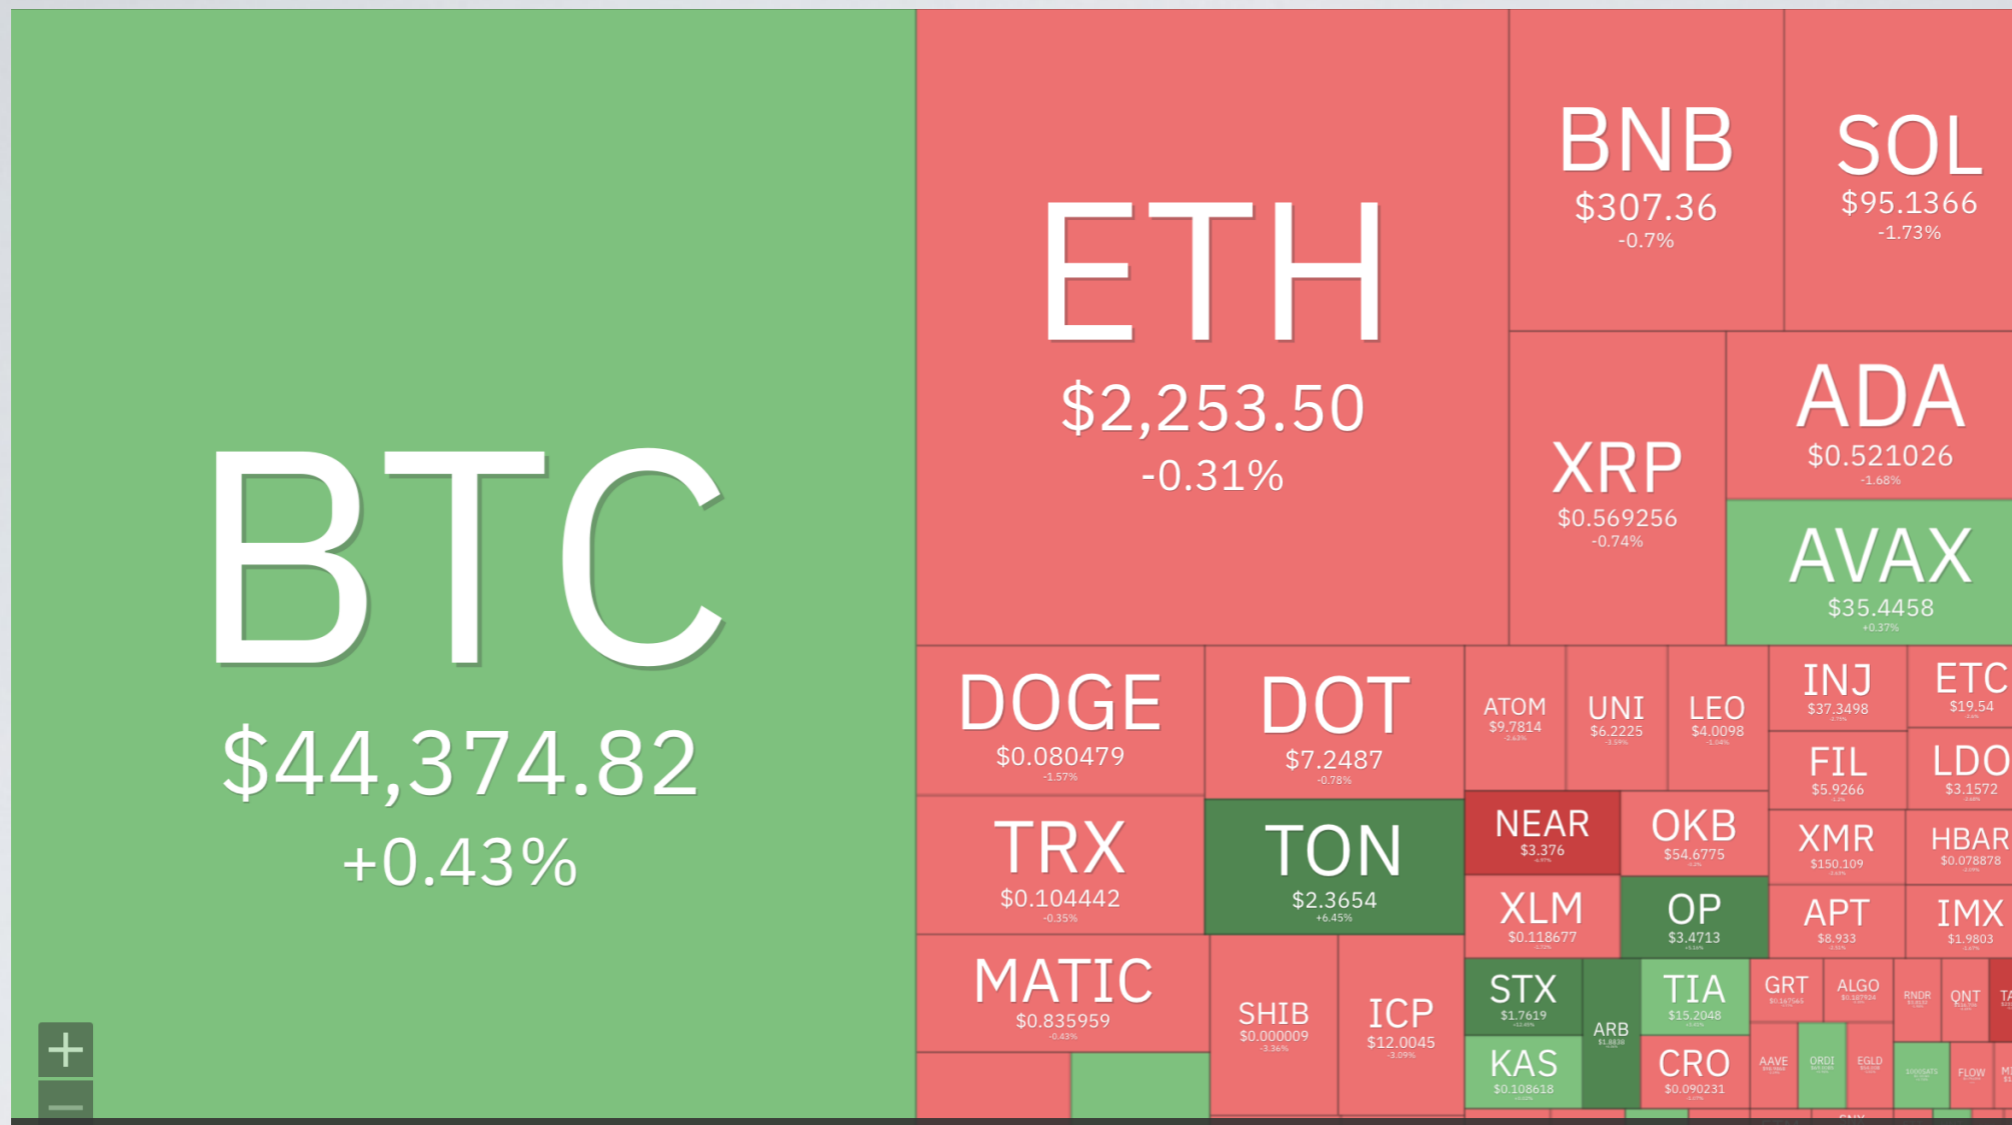 BTC
$44,374.82
+0.43%
ETH
$2,253.50
-0.31%
BNB
$307.36
-0.7%
SOL
$95.1366
-1.73%
XRP
$0.569256
-0.74%
ADA
$0.521026
-1.68%
AVAX
$35.4458
+0.37%
DOGE
$0.080479
-1.57%
DOT
$7.2487
-0.78%
TRX
$0.104442
-0.35%
TON
$2.3654
+6.45%
MATIC
$0.835959
-0.43%
SHIB
$0.000009
-3.36%
ICP
$12.0045
-3.09%
ATOM
$9.7814
UNI
$6.2225
LEO
$4.0098
INJ
$37.3498
ETC
$19.54
FIL
$5.9266
LDO
$3.1572
NEAR
$3.376
OKB
$54.6775
XMR
$150.109
HBAR
$0.078878
XLM
$0.118677
OP
$3.4713
APT
$8.933
IMX
$1.9803
STX
$1.7619
ARB
TIA
$15.2048
GRT
ALGO
RNDR
QNT
KAS
$0.108618
CRO
$0.090231
AAVE
ORDI
EGLD
FLOW